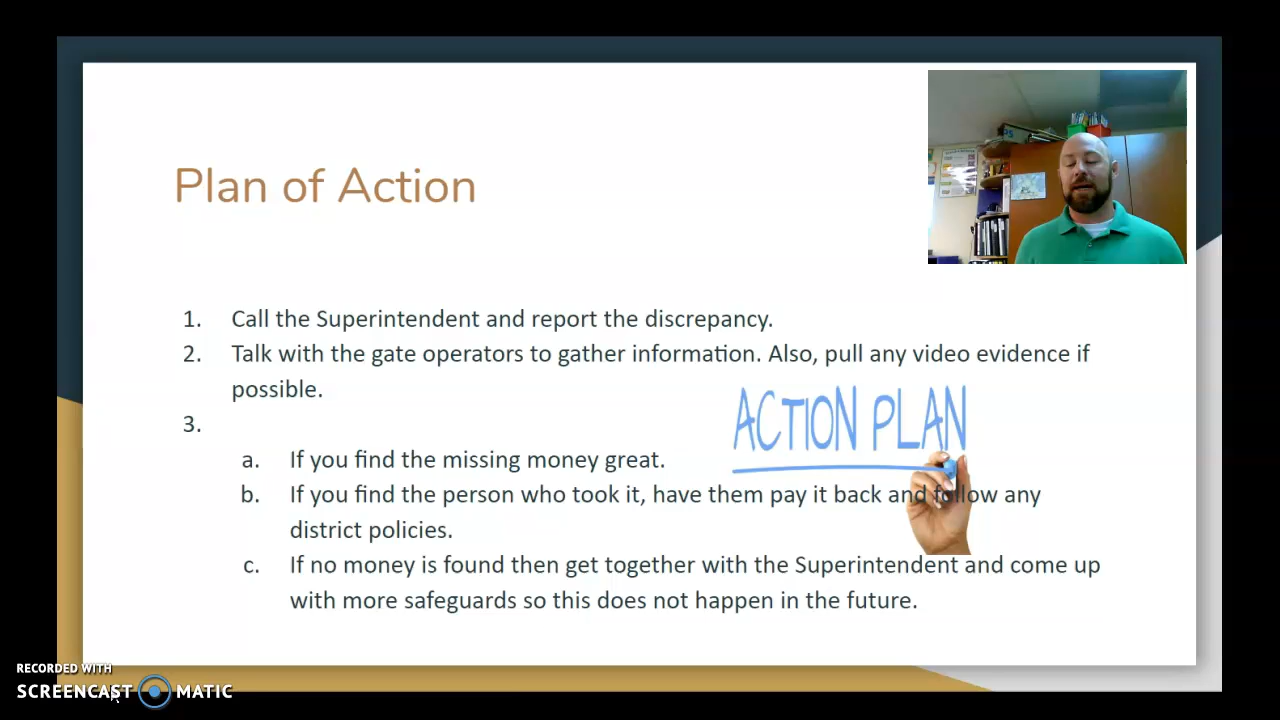 Plan of Action
1. Call the Superintendent and report the discrepancy.
2. Talk with the gate operators to gather information. Also, pull any video evidence if
possible.
ACTION PLAN
3.
a. If you find the missing money great.
b. If you find the person who took it, have them pay it back and follow any
district policies.
c. If no money is found then get together with the Superintendent and come up
with more safeguards so this does not happen in the future.
RECORDED WITH
SCREENCAST MATIC